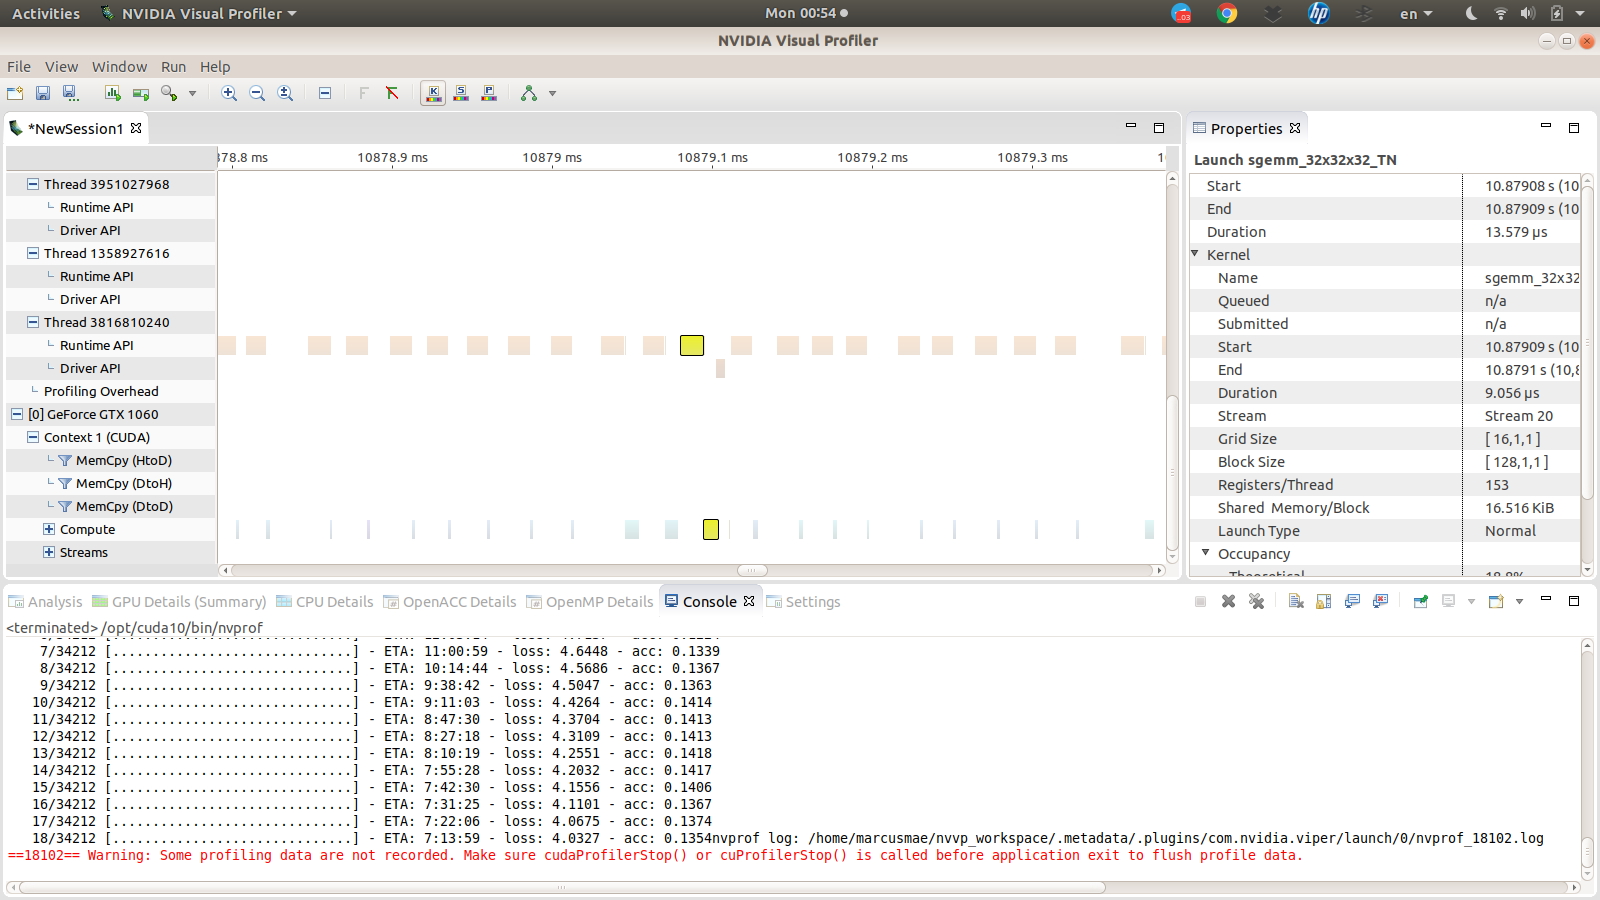 Activities NVIDIA Visual Profiler Mon 00:54 en
NVIDIA Visual Profiler
File View Window Run Help
*NewSession1
10878.9 ms 10879 ms 10879.1 ms 10879.2 ms 10879.3 ms
Thread 3951027968
Runtime API
Driver API
Thread 1358927616
Runtime API
Driver API
Thread 3816810240
Runtime API
Driver API
Profiling Overhead
[0] GeForce GTX 1060
Context 1 (CUDA)
MemCpy (HtoD)
MemCpy (DtoH)
MemCpy (DtoD)
Compute
Streams
Properties
Launch sgemm_32x32x32_TN
Start 10.87908 s (10
End 10.87909 s (10
Duration 13.579 µs
Kernel
Name sgemm_32x32
Queued n/a
Submitted n/a
Start 10.87909 s (10
End 10.8791 s (10,8
Duration 9.056 µs
Stream Stream 20
Grid Size [ 16,1,1 ]
Block Size [ 128,1,1 ]
Registers/Thread 153
Shared Memory/Block 16.516 KiB
Launch Type Normal
Occupancy
Theoretical 18.8%
Analysis GPU Details (Summary) CPU Details OpenACC Details OpenMP Details Console Settings
<terminated> /opt/cuda10/bin/nvprof
7/34212 [..............................] - ETA: 11:00:59 - loss: 4.6448 - acc: 0.1339
8/34212 [..............................] - ETA: 10:14:44 - loss: 4.5686 - acc: 0.1367
9/34212 [..............................] - ETA: 9:38:42 - loss: 4.5047 - acc: 0.1363
10/34212 [..............................] - ETA: 9:11:03 - loss: 4.4264 - acc: 0.1414
11/34212 [..............................] - ETA: 8:47:30 - loss: 4.3704 - acc: 0.1413
12/34212 [..............................] - ETA: 8:27:18 - loss: 4.3109 - acc: 0.1413
13/34212 [..............................] - ETA: 8:10:19 - loss: 4.2551 - acc: 0.1418
14/34212 [..............................] - ETA: 7:55:28 - loss: 4.2032 - acc: 0.1417
15/34212 [..............................] - ETA: 7:42:30 - loss: 4.1556 - acc: 0.1406
16/34212 [..............................] - ETA: 7:31:25 - loss: 4.1101 - acc: 0.1367
17/34212 [..............................] - ETA: 7:22:06 - loss: 4.0675 - acc: 0.1374
18/34212 [..............................] - ETA: 7:13:59 - loss: 4.0327 - acc: 0.1354nvprof log: /home/marcusmae/nvvp_workspace/.metadata/.plugins/com.nvidia.viper/launch/0/nvprof_18102.log
==18102== Warning: Some profiling data are not recorded. Make sure cudaProfilerStop() or cuProfilerStop() is called before application exit to flush profile data.